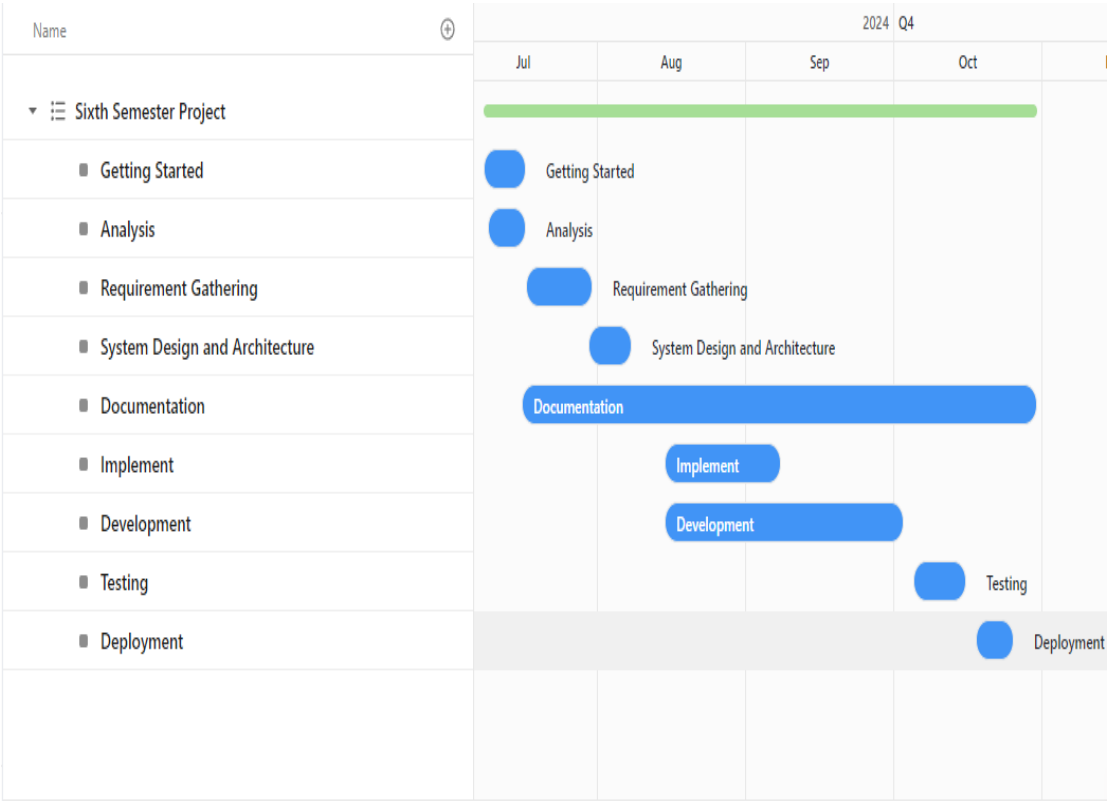 Name
2024 Q4
Jul Aug Sep Oct
Sixth Semester Project
Getting Started Getting Started
Analysis Analysis
Requirement Gathering Requirement Gathering
System Design and Architecture System Design and Architecture
Documentation Documentation
Implement Implement
Development Development
Testing Testing
Deployment Deployment